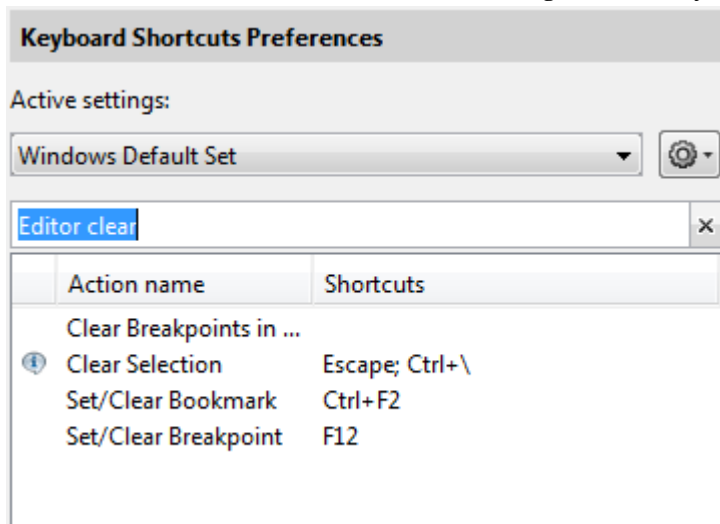 Keyboard Shortcuts Preferences
Active settings:
Windows Default Set
Editor clear
Action name Shortcuts
Clear Breakpoints in ...
Clear Selection Escape; Ctrl+\
Set/Clear Bookmark Ctrl+F2
Set/Clear Breakpoint F12